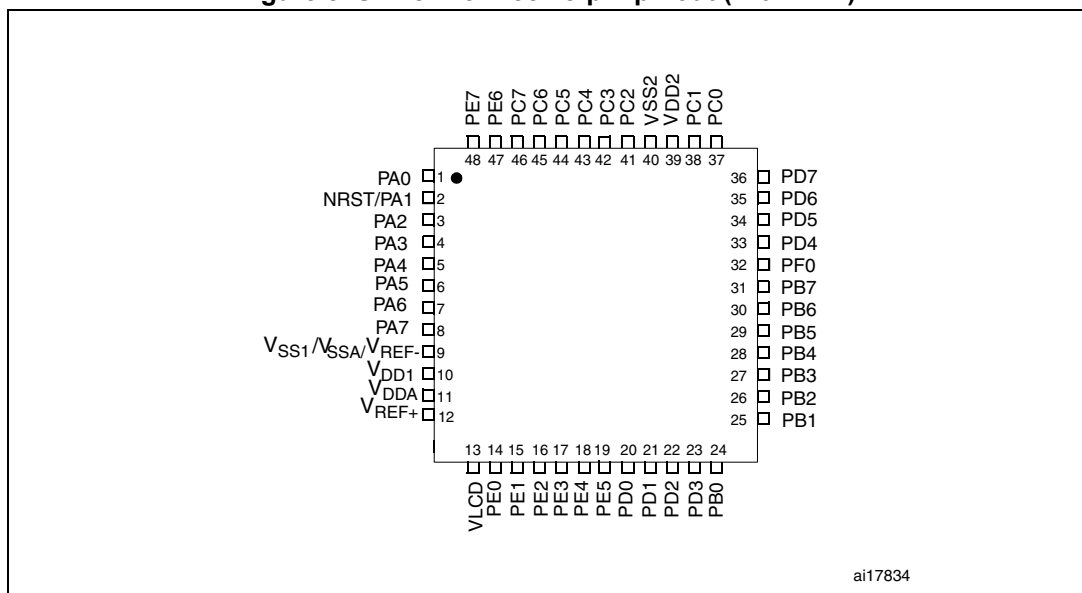 PE7 PE6 PC7 PC6 PC5 PC4 PC3 PC2 VSS2 VDD2 PC1 PC0
48 47 46 45 44 43 42 41 40 39 38 37
PA0 1
NRST/PA1 2
PA2 3
PA3 4
PA4 5
PA5 6
PA6 7
PA7 8
VSS1/VSSA/VREF- 9
VDD1 10
VDDA 11
VREF+ 12
36 PD7
35 PD6
34 PD5
33 PD4
32 PF0
31 PB7
30 PB6
29 PB5
28 PB4
27 PB3
26 PB2
25 PB1
13 14 15 16 17 18 19 20 21 22 23 24
VLCD PE0 PE1 PE2 PE3 PE4 PE5 PD0 PD1 PD2 PD3 PB0
ai17834